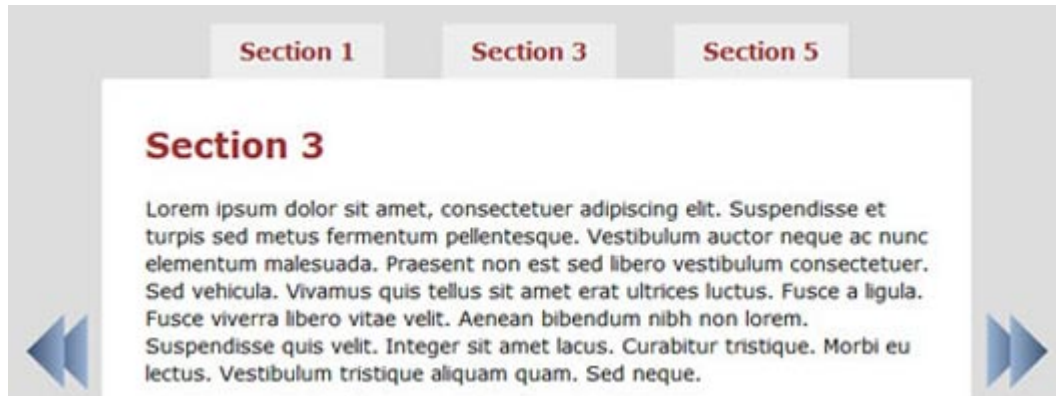 Section 1 Section 3 Section 5
Section 3
Lorem ipsum dolor sit amet, consectetuer adipiscing elit. Suspendisse et
turpis sed metus fermentum pellentesque. Vestibulum auctor neque ac nunc
elementum malesuada. Praesent non est sed libero vestibulum consectetuer.
Sed vehicula. Vivamus quis tellus sit amet erat ultrices luctus. Fusce a ligula.
Fusce viverra libero vitae velit. Aenean bibendum nibh non lorem.
Suspendisse quis velit. Integer sit amet lacus. Curabitur tristique. Morbi eu
lectus. Vestibulum tristique aliquam quam. Sed neque.